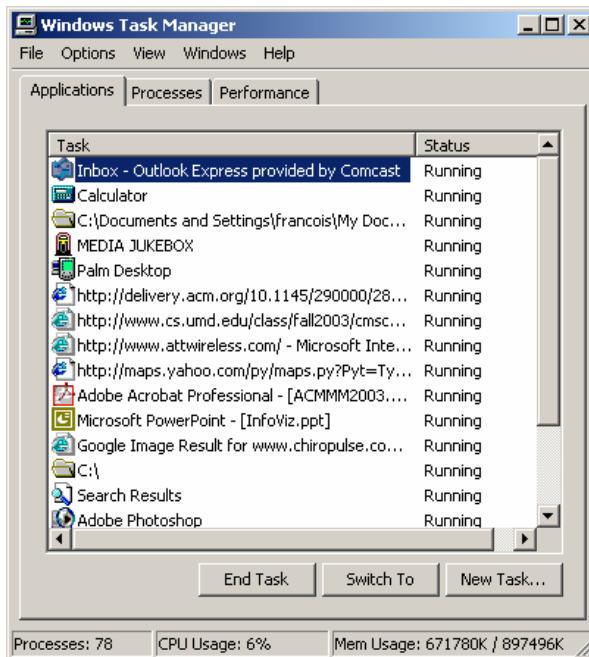 Windows Task Manager
File Options View Windows Help
Applications Processes Performance
Task Status
Inbox - Outlook Express provided by Comcast Running
Calculator Running
C:\Documents and Settings\francois\My Doc... Running
MEDIA JUKEBOX Running
Palm Desktop Running
http://delivery.acm.org/10.1145/290000/28... Running
http://www.cs.umd.edu/class/fall2003/cmsc... Running
http://www.attwireless.com/ - Microsoft Inte... Running
http://maps.yahoo.com/py/maps.py?Pyt=Ty... Running
Adobe Acrobat Professional - [ACMMM2003.... Running
Microsoft PowerPoint - [InfoViz.ppt] Running
Google Image Result for www.chiropulse.co... Running
C:\ Running
Search Results Running
Adobe Photoshop Running
End Task Switch To New Task...
Processes: 78 CPU Usage: 6% Mem Usage: 671780K / 897496K